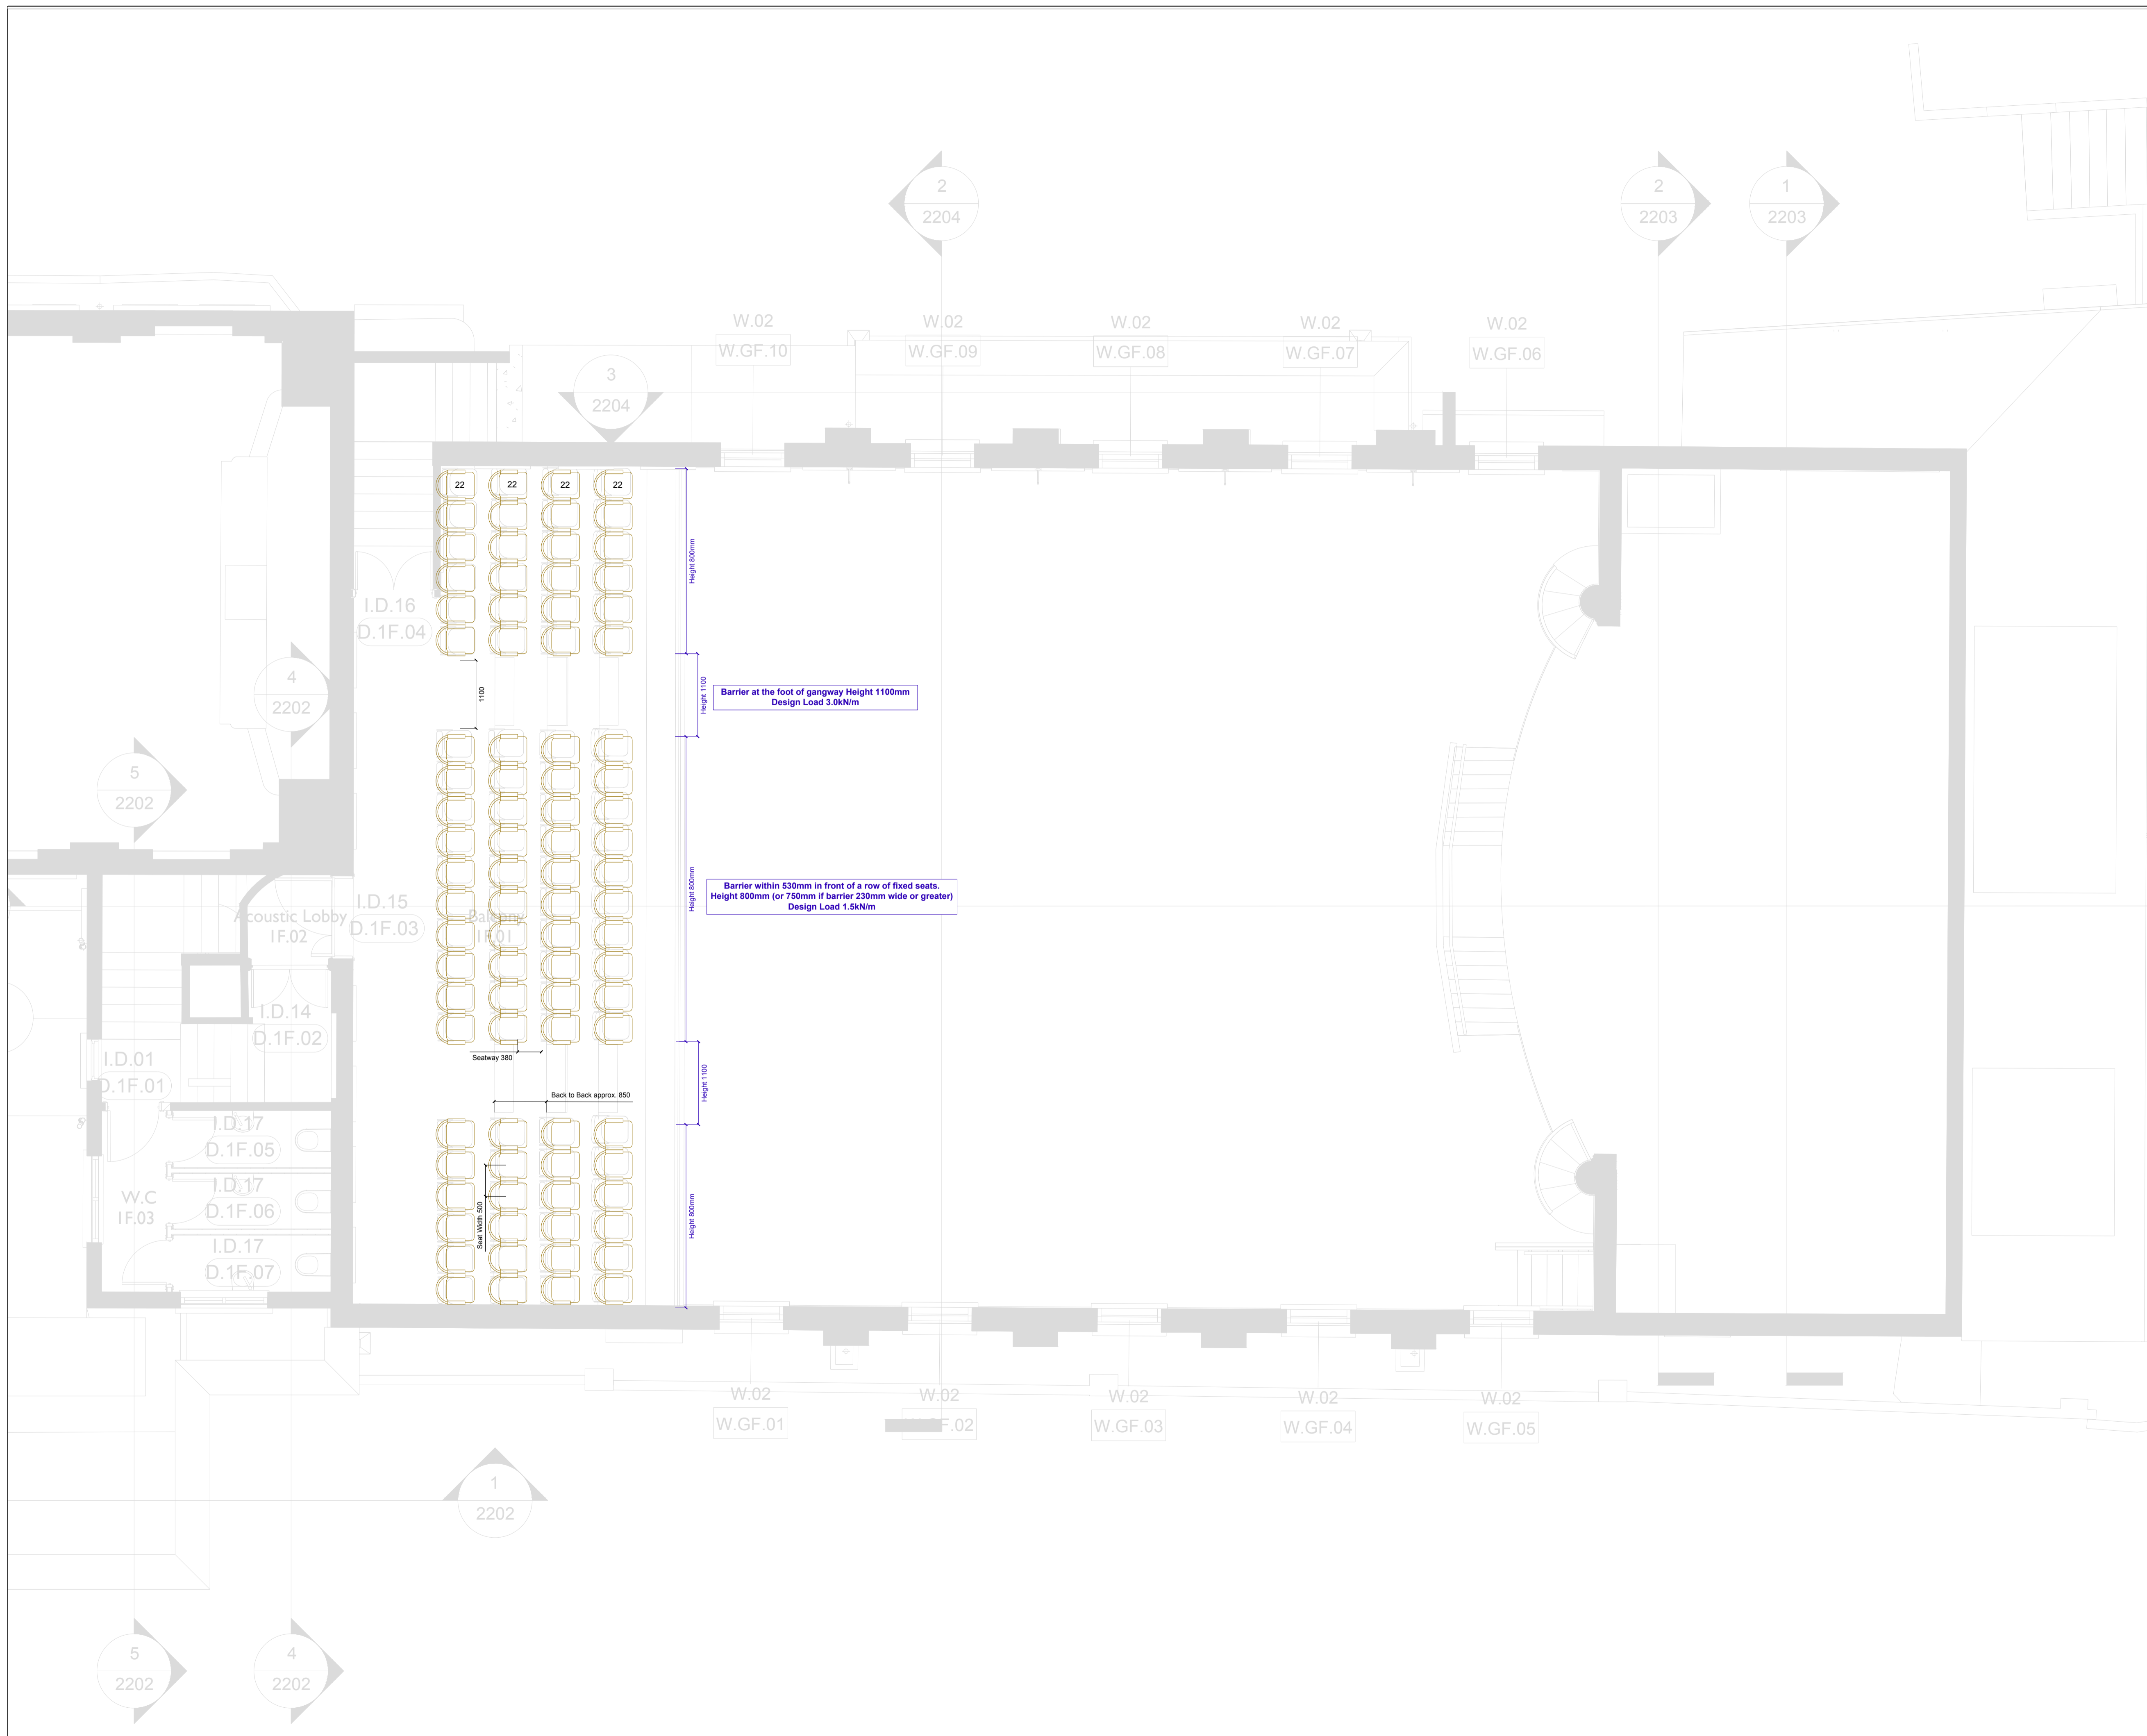 2
2204
2
2203
1
2203
W.02
W.GF.10
W.02
W.GF.09
W.02
W.GF.08
W.02
W.GF.07
W.02
W.GF.06
3
2204
22
22
22
22
Height 800mm
I.D.16
D.1F.04
4
2202
1100
Height 1100
Barrier at the foot of gangway Height 1100mm
Design Load 3.0kN/m
5
2202
Height 800mm
Barrier within 530mm in front of a row of fixed seats.
Height 800mm (or 750mm if barrier 230mm wide or greater)
Design Load 1.5kN/m
Acoustic Lobby
1F.02
I.D.15
D.1F.03
Balcony
1F.01
I.D.14
D.1F.02
I.D.01
D.1F.01
Seatway 380
Back to Back approx. 850
Height 1100
I.D.17
D.1F.05
I.D.17
D.1F.06
W.C
1F.03
I.D.17
D.1F.07
Seat Width 500
Height 800mm
W.02
W.GF.01
W.02
W.GF.02
W.02
W.GF.03
W.02
W.GF.04
W.02
W.GF.05
1
2202
5
2202
4
2202